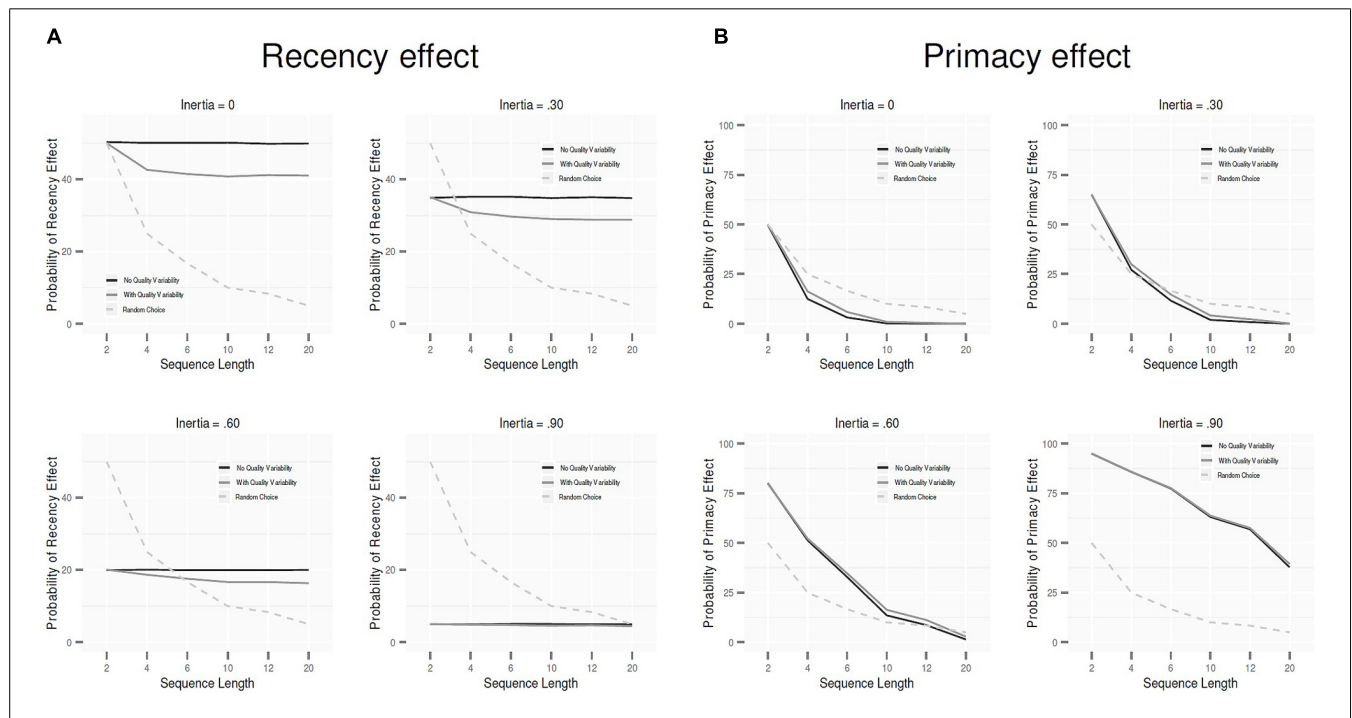 A
Recency effect
Inertia = 0
Probability of Recency Effect
40
20
0
No Quality Variability
With Quality Variability
Random Choice
2 4 6 10 12 20
Sequence Length
Inertia = .30
Probability of Recency Effect
40
20
0
No Quality Variability
With Quality Variability
Random Choice
2 4 6 10 12 20
Sequence Length
Inertia = .60
Probability of Recency Effect
40
20
0
No Quality Variability
With Quality Variability
Random Choice
2 4 6 10 12 20
Sequence Length
Inertia = .90
Probability of Recency Effect
40
20
0
No Quality Variability
With Quality Variability
Random Choice
2 4 6 10 12 20
Sequence Length
B
Primacy effect
Inertia = 0
Probability of Primacy Effect
100
75
50
25
0
No Quality Variability
With Quality Variability
Random Choice
2 4 6 10 12 20
Sequence Length
Inertia = .30
Probability of Primacy Effect
100
75
50
25
0
No Quality Variability
With Quality Variability
Random Choice
2 4 6 10 12 20
Sequence Length
Inertia = .60
Probability of Primacy Effect
100
75
50
25
0
No Quality Variability
With Quality Variability
Random Choice
2 4 6 10 12 20
Sequence Length
Inertia = .90
Probability of Primacy Effect
100
75
50
25
0
No Quality Variability
With Quality Variability
Random Choice
2 4 6 10 12 20
Sequence Length